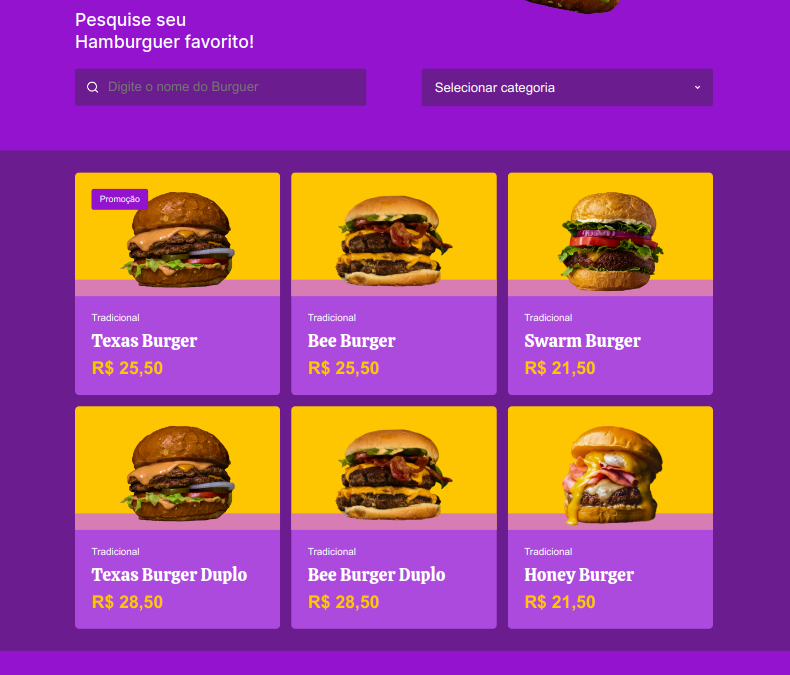 Pesquise seu
Hamburguer favorito!
Digite o nome do Burguer
Selecionar categoria
Promoção
Tradicional
Texas Burger
R$ 25,50
Tradicional
Bee Burger
R$ 25,50
Tradicional
Swarm Burger
R$ 21,50
Tradicional
Texas Burger Duplo
R$ 28,50
Tradicional
Bee Burger Duplo
R$ 28,50
Tradicional
Honey Burger
R$ 21,50